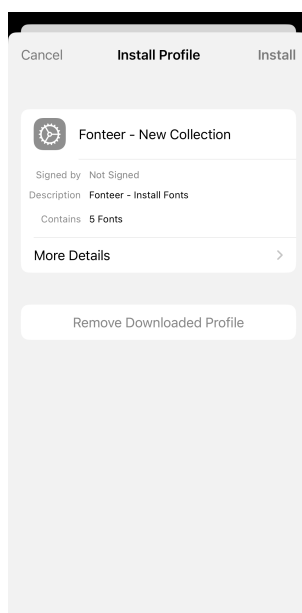 Cancel Install Profile Install
Fonteer - New Collection
Signed by Not Signed
Description Fonteer - Install Fonts
Contains 5 Fonts
More Details
Remove Downloaded Profile